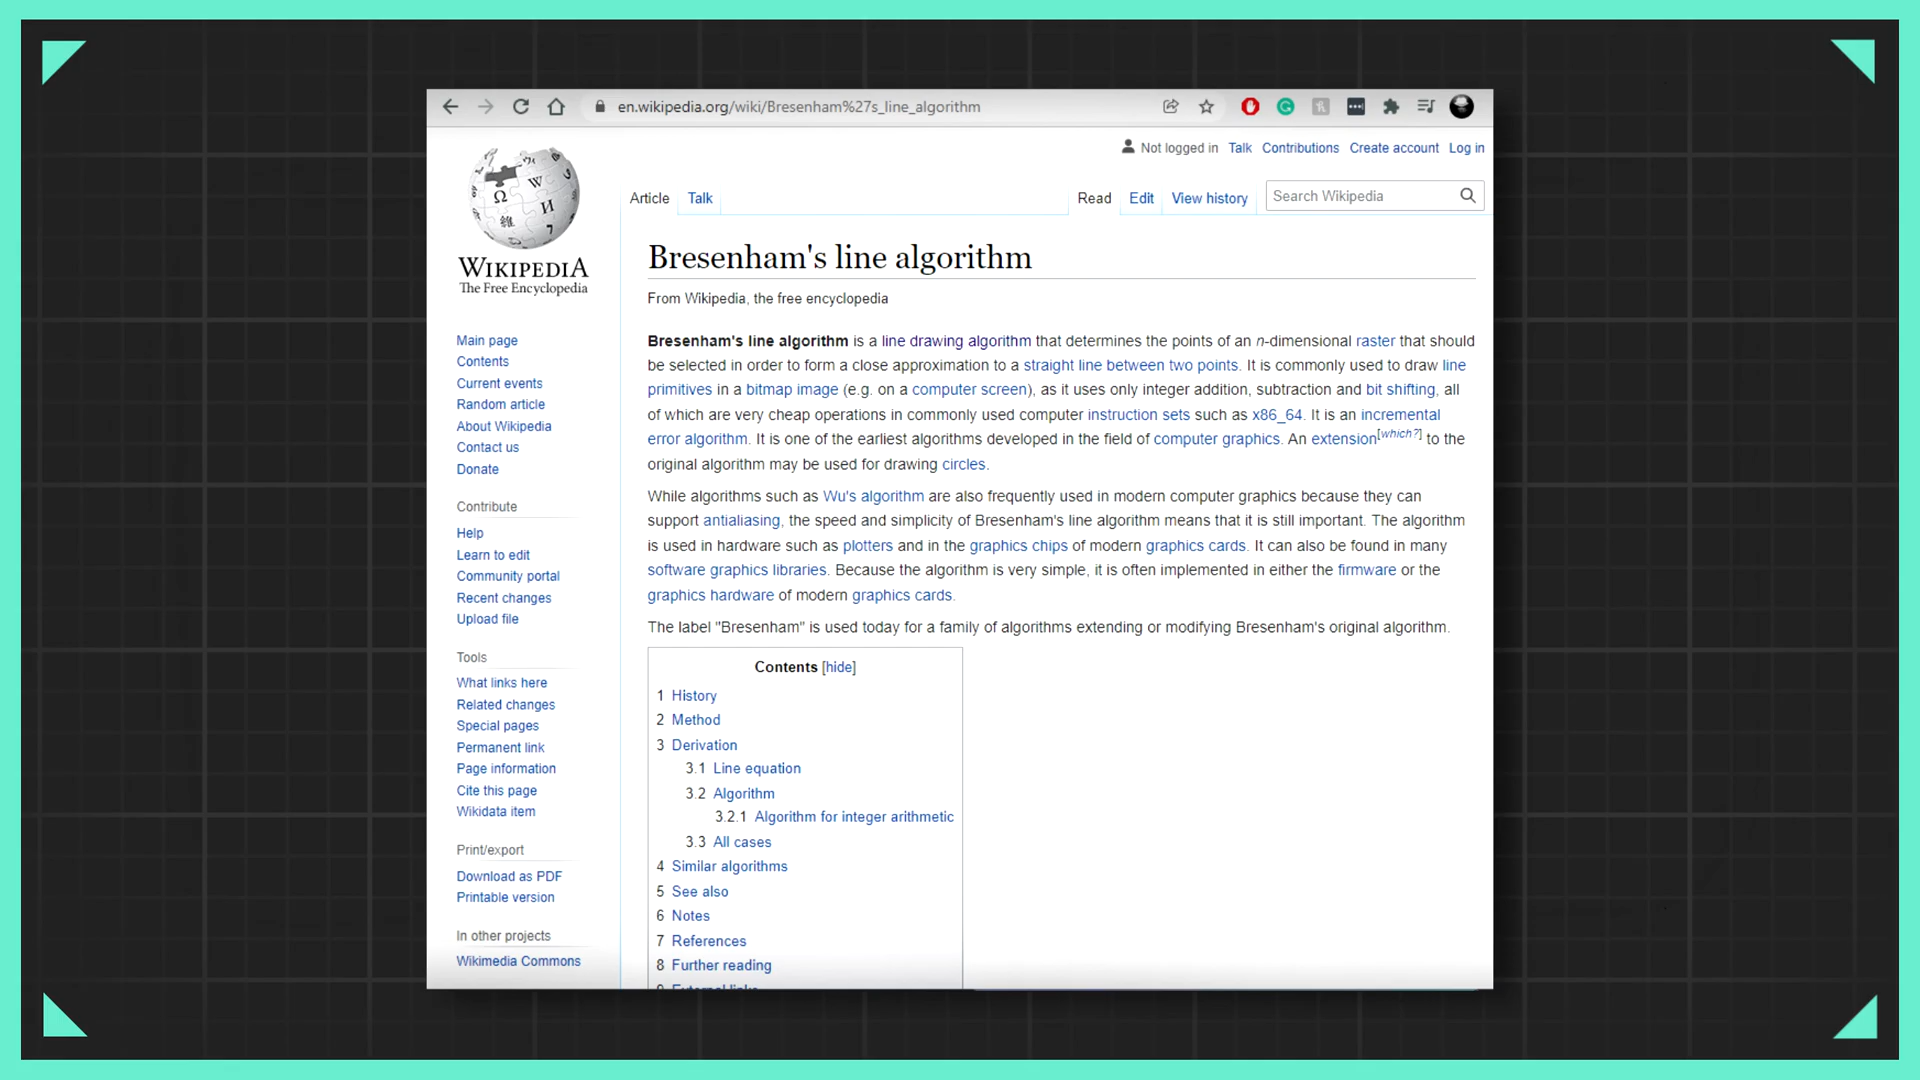 en.wikipedia.org/wiki/Bresenham%27s_line_algorithm
Not logged in Talk Contributions Create account Log in
Article Talk Read Edit View history Search Wikipedia
WIKIPEDIA
The Free Encyclopedia
Main page
Contents
Current events
Random article
About Wikipedia
Contact us
Donate
Contribute
Help
Learn to edit
Community portal
Recent changes
Upload file
Tools
What links here
Related changes
Special pages
Permanent link
Page information
Cite this page
Wikidata item
Print/export
Download as PDF
Printable version
In other projects
Wikimedia Commons
Bresenham's line algorithm
From Wikipedia, the free encyclopedia
Bresenham's line algorithm is a line drawing algorithm that determines the points of an n-dimensional raster that should
be selected in order to form a close approximation to a straight line between two points. It is commonly used to draw line
primitives in a bitmap image (e.g. on a computer screen), as it uses only integer addition, subtraction and bit shifting, all
of which are very cheap operations in commonly used computer instruction sets such as x86_64. It is an incremental
error algorithm. It is one of the earliest algorithms developed in the field of computer graphics. An extension[which?] to the
original algorithm may be used for drawing circles.
While algorithms such as Wu's algorithm are also frequently used in modern computer graphics because they can
support antialiasing, the speed and simplicity of Bresenham's line algorithm means that it is still important. The algorithm
is used in hardware such as plotters and in the graphics chips of modern graphics cards. It can also be found in many
software graphics libraries. Because the algorithm is very simple, it is often implemented in either the firmware or the
graphics hardware of modern graphics cards.
The label "Bresenham" is used today for a family of algorithms extending or modifying Bresenham's original algorithm.
Contents [hide]
1 History
2 Method
3 Derivation
3.1 Line equation
3.2 Algorithm
3.2.1 Algorithm for integer arithmetic
3.3 All cases
4 Similar algorithms
5 See also
6 Notes
7 References
8 Further reading
9 External links